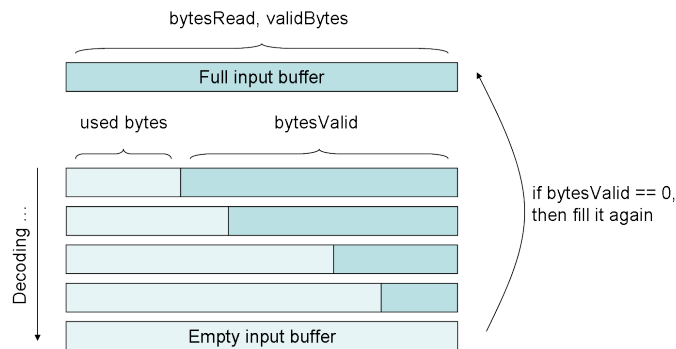 bytesRead, validBytes
Full input buffer
used bytes
bytesValid
Decoding ...
if bytesValid == 0,
then fill it again
Empty input buffer